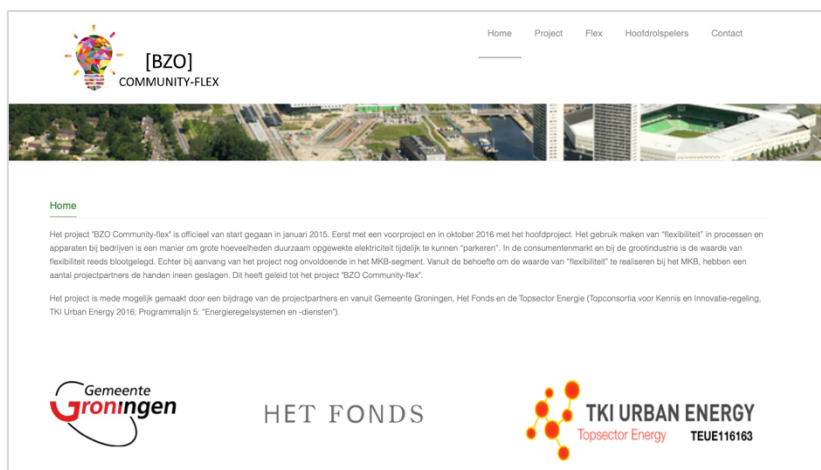 Home Project Flex Hoofdrolspelers Contact
[BZO]
COMMUNITY-FLEX
Home
Het project "BZO Community-flex" is officieel van start gegaan in januari 2015. Eerst met een voorproject en in oktober 2016 met het hoofdproject. Het gebruik maken van "flexibiliteit" in processen en
apparaten bij bedrijven is een manier om grote hoeveelheden duurzaam opgewekte elektriciteit tijdelijk te kunnen "parkeren". In de consumentenmarkt en bij de grootindustrie is de waarde van
flexibiliteit reeds blootgelegd. Echter bij aanvang van het project nog onvoldoende in het MKB-segment. Vanuit de behoefte om de waarde van "flexibiliteit" te realiseren bij het MKB, hebben een
aantal projectpartners de handen ineen geslagen. Dit heeft geleid tot het project "BZO Community-flex".
Het project is mede mogelijk gemaakt door een bijdrage van de projectpartners en vanuit Gemeente Groningen, Het Fonds en de Topsector Energie (Topconsortia voor Kennis en Innovatie-regeling,
TKI Urban Energy 2016; Programmalijn 5: "Energieregelsystemen en -diensten").
Gemeente
Groningen
HET FONDS
TKI URBAN ENERGY
Topsector Energy TEUE116163